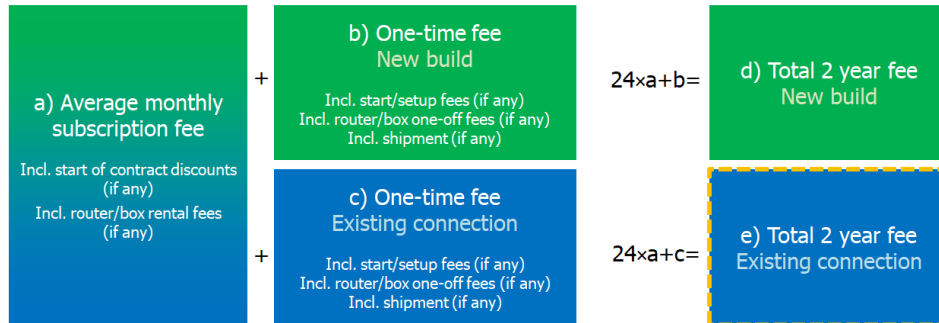 a) Average monthly
subscription fee
Incl. start of contract discounts
(if any)
Incl. router/box rental fees
(if any)
+
b) One-time fee
New build
Incl. start/setup fees (if any)
Incl. router/box one-off fees (if any)
Incl. shipment (if any)
24×a+b=
d) Total 2 year fee
New build
+
c) One-time fee
Existing connection
Incl. start/setup fees (if any)
Incl. router/box one-off fees (if any)
Incl. shipment (if any)
24×a+c=
e) Total 2 year fee
Existing connection